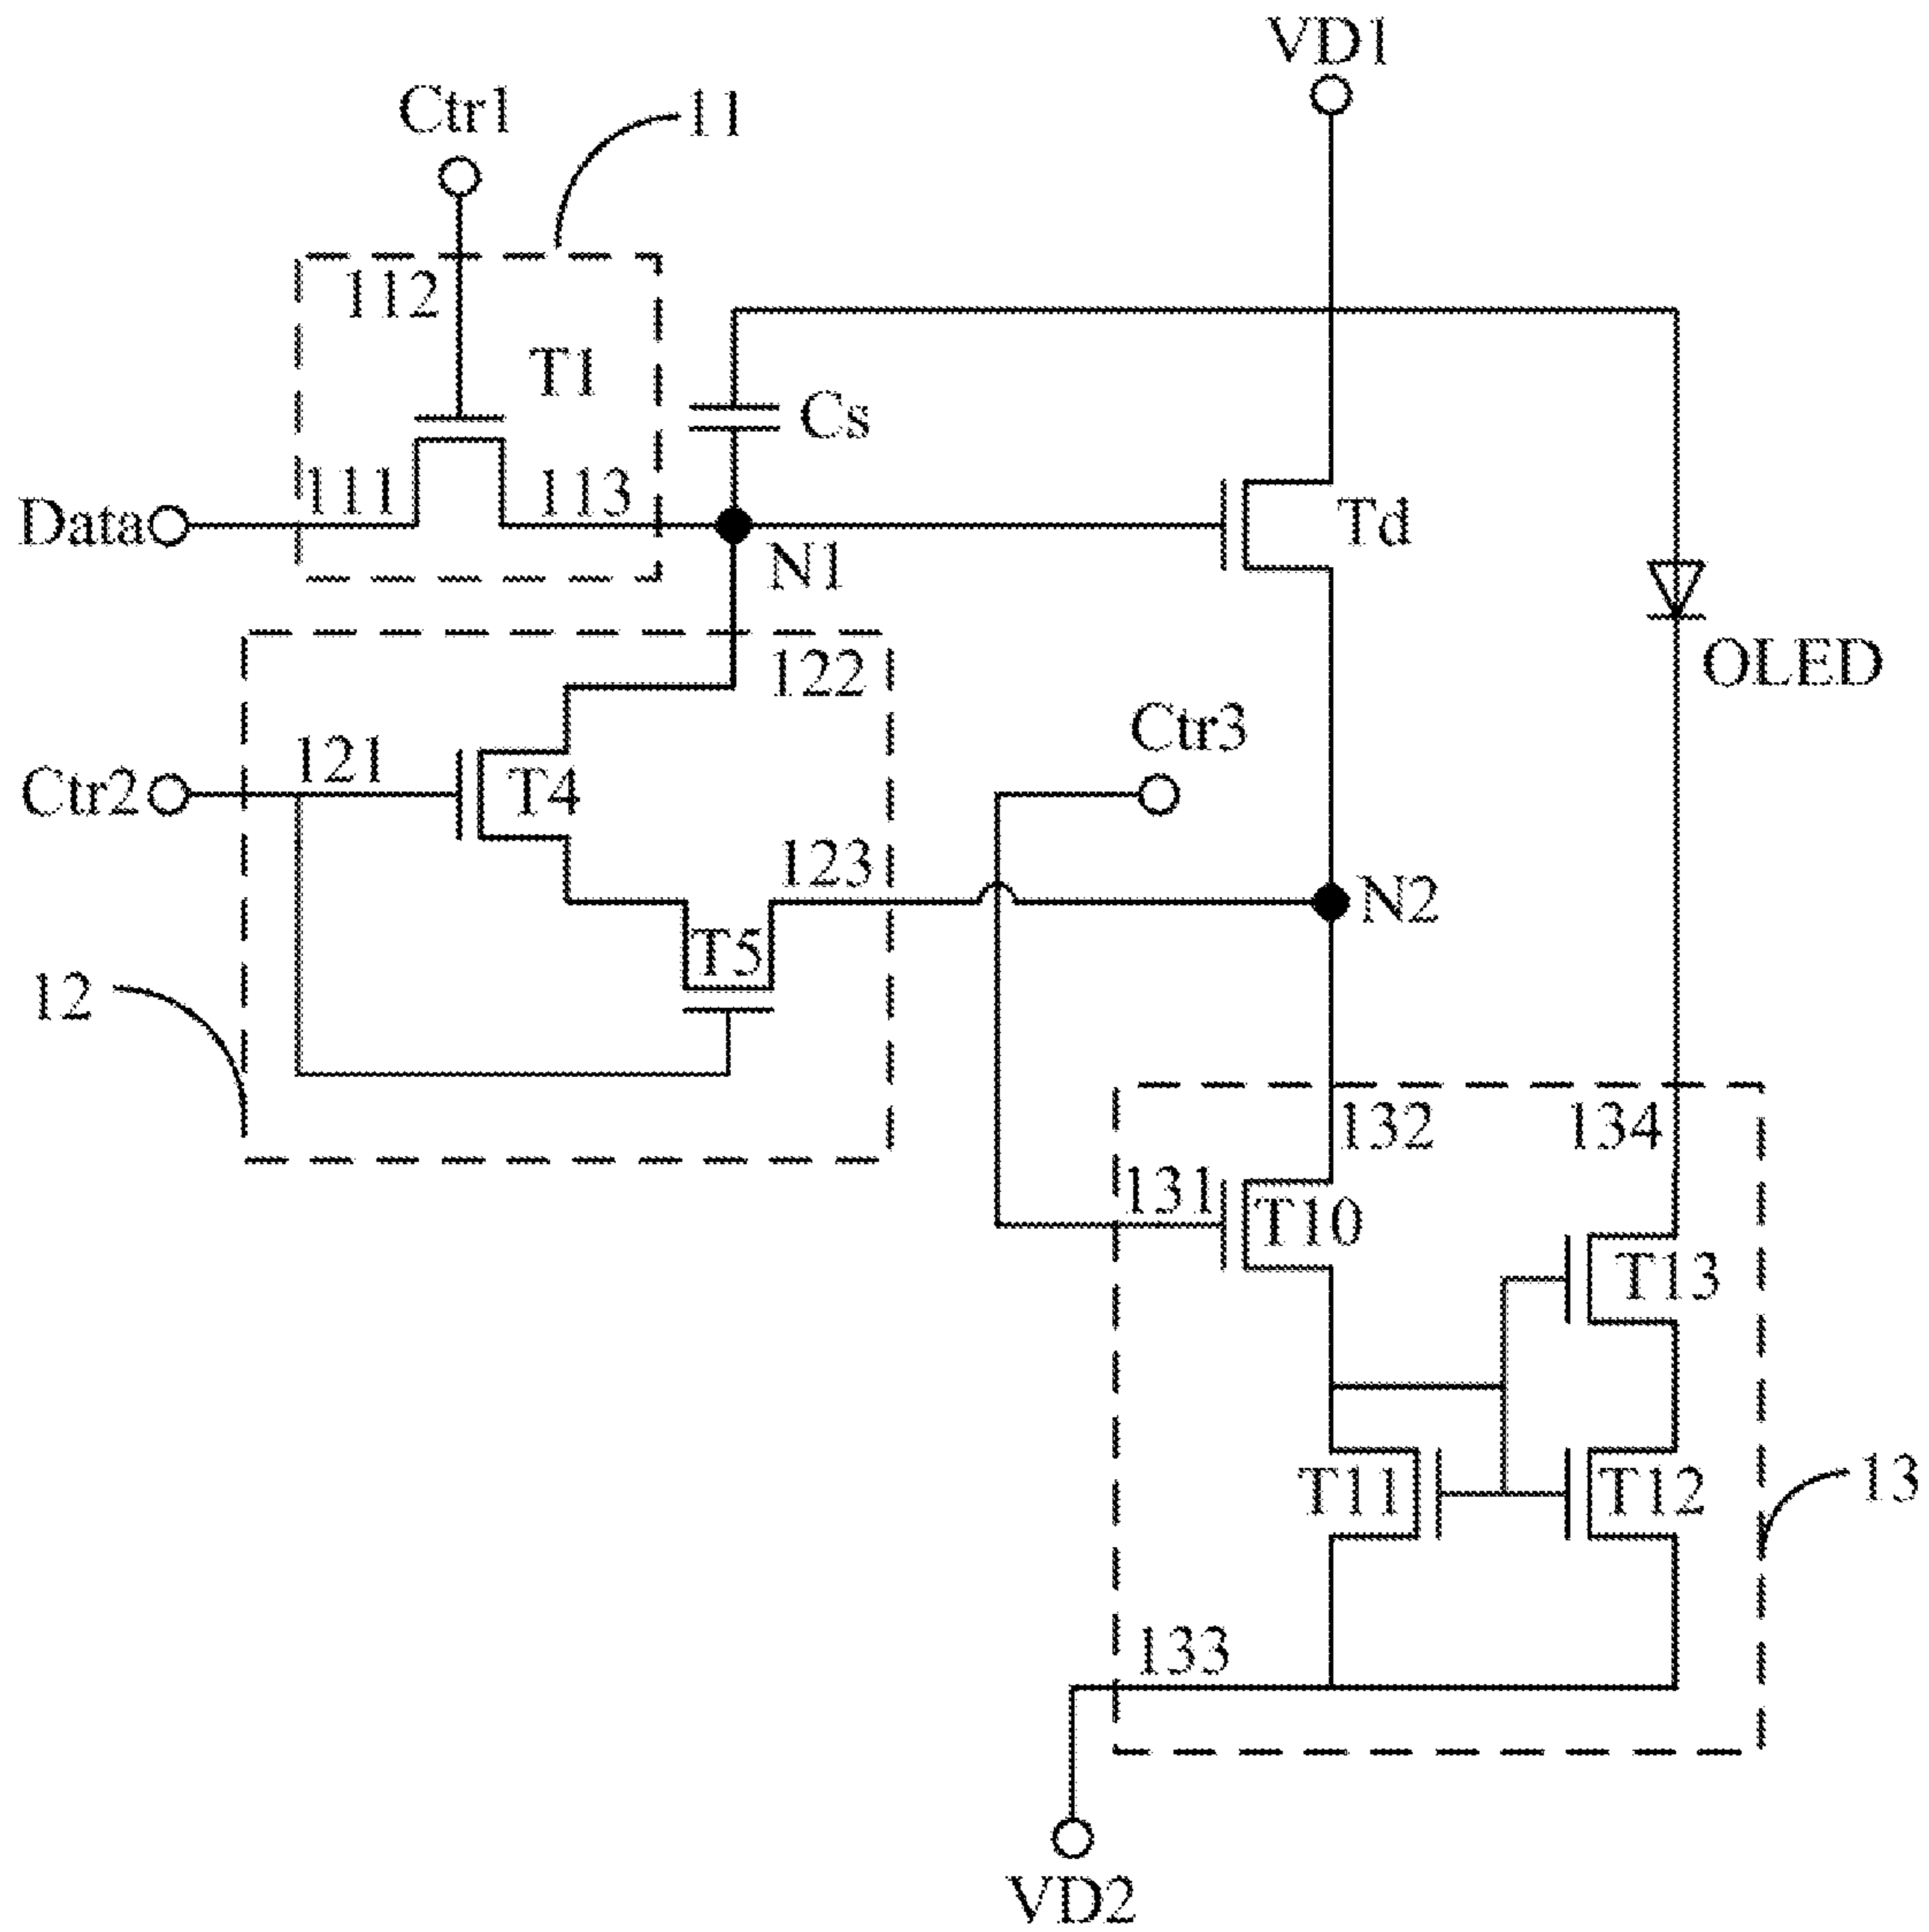 VD1
Ctr1
11
112
T1
Cs
111
113
Data
Td
N1
OLED
122
Ctr3
121
Ctr2
T4
123
N2
T5
12
132
134
131
T10
T13
T11
T12
13
133
VD2